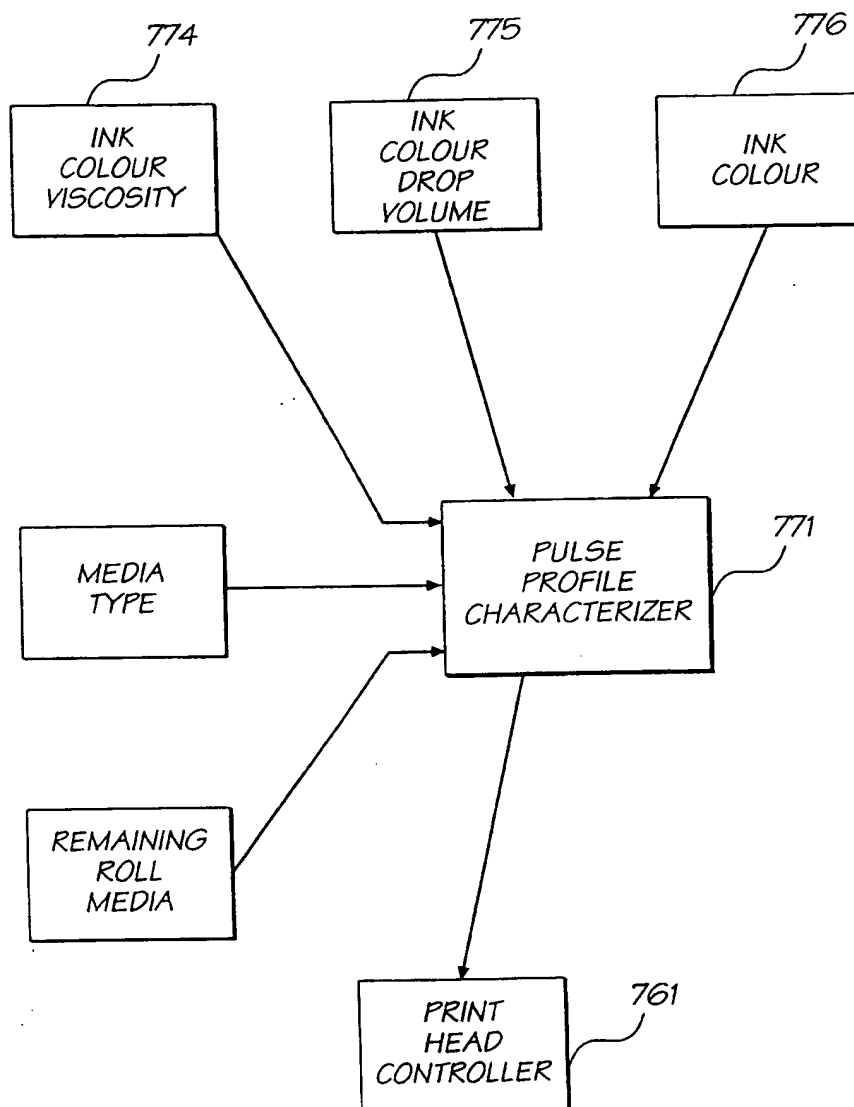 774
775
776
INK
COLOUR
VISCOSITY
INK
COLOUR
DROP
VOLUME
INK
COLOUR
MEDIA
TYPE
PULSE
PROFILE
CHARACTERIZER
771
REMAINING
ROLL
MEDIA
PRINT
HEAD
CONTROLLER
761